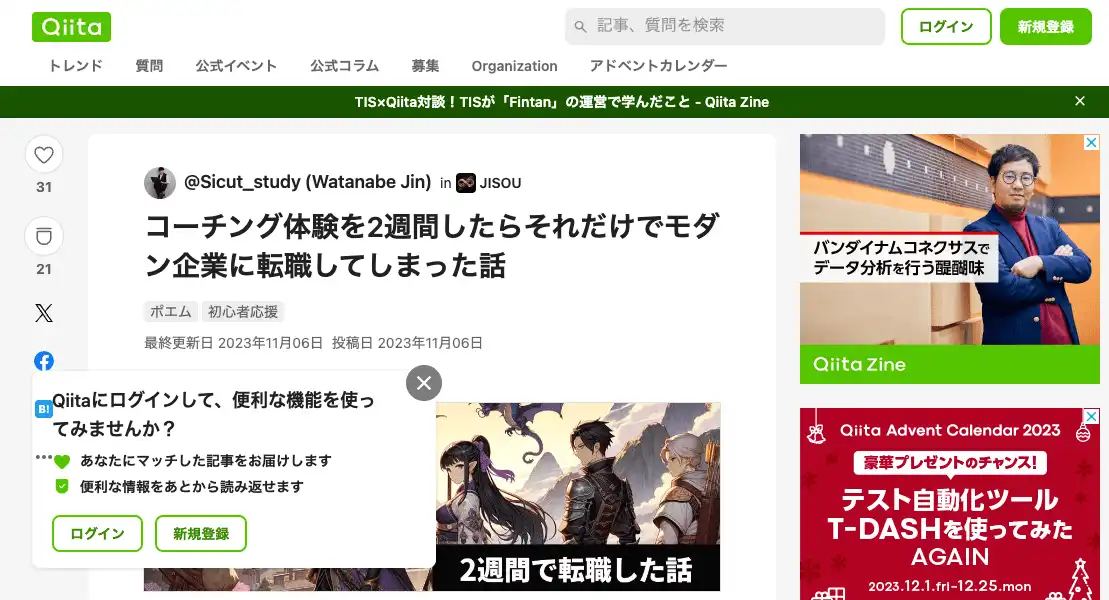 Qiita
記事、質問を検索
ログイン
新規登録
トレンド
質問
公式イベント
公式コラム
募集
Organization
アドベントカレンダー
TIS×Qiita対談！TISが「Fintan」の運営で学んだこと - Qiita Zine
31
21
@Sicut_study (Watanabe Jin) in JISOU
コーチング体験を2週間したらそれだけでモダ
ン企業に転職してしまった話
ポエム
初心者応援
最終更新日 2023年11月06日 投稿日 2023年11月06日
B!
Qiitaにログインして、便利な機能を使っ
てみませんか？
あなたにマッチした記事をお届けします
便利な情報をあとから読み返せます
ログイン
新規登録
2週間で転職した話
バンダイナムコネクサスで
データ分析を行う醍醐味
Qiita Zine
Qiita Advent Calendar 2023
豪華プレゼントのチャンス!
テスト自動化ツール
T-DASHを使ってみた
AGAIN
2023.12.1.fri-12.25.mon